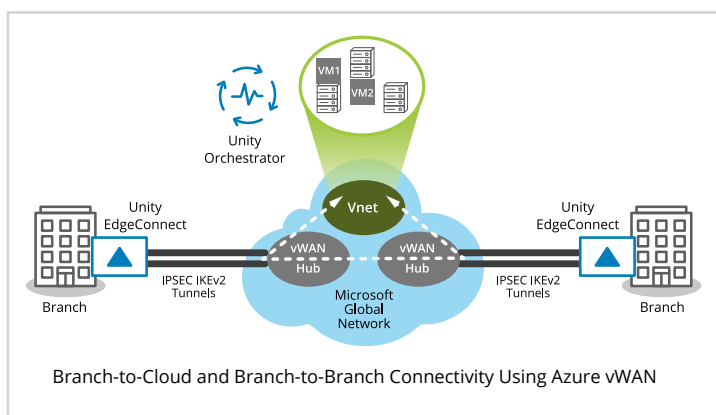 VM1
VM2
Unity
Orchestrator
Vnet
Unity
EdgeConnect
Unity
EdgeConnect
vWAN
Hub
vWAN
Hub
IPSEC IKEv2
Tunnels
IPSEC IKEv2
Tunnels
Microsoft
Global
Network
Branch
Branch
Branch-to-Cloud and Branch-to-Branch Connectivity Using Azure vWAN